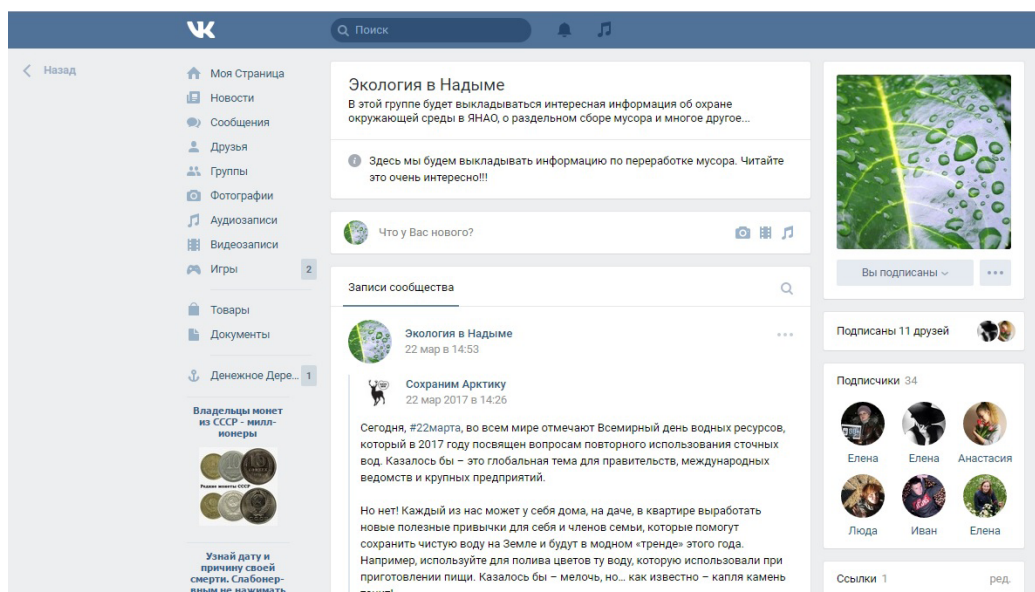 Поиск
Назад
Моя Страница
Новости
Сообщения
Друзья
Группы
Фотографии
Аудиозаписи
Видеозаписи
Игры 2
Товары
Документы
Денежное Дере... 1
Владельцы монет
из СССР - милл-
ионеры
Редкие монеты СССР
Узнай дату и
причину своей
смерти. Слабонер-
вным не нажимать
Экология в Надыме
В этой группе будет выкладываться интересная информация об охране
окружающей среды в ЯНАО, о раздельном сборе мусора и многое другое...
Здесь мы будем выкладывать информацию по переработке мусора. Читайте
это очень интересно!!!
Что у Вас нового?
Записи сообщества
Экология в Надыме
22 мар в 14:53
Сохраним Арктику
22 мар 2017 в 14:26
Сегодня, #22марта, во всем мире отмечают Всемирный день водных ресурсов,
который в 2017 году посвящен вопросам повторного использования сточных
вод. Казалось бы – это глобальная тема для правительств, международных
ведомств и крупных предприятий.
Но нет! Каждый из нас может у себя дома, на даче, в квартире выработать
новые полезные привычки для себя и членов семьи, которые помогут
сохранить чистую воду на Земле и будут в модном «тренде» этого года.
Например, используйте для полива цветов ту воду, которую использовали при
приготовлении пищи. Казалось бы – мелочь, но... как известно – капля камень
Вы подписаны
Подписаны 11 друзей
Подписчики 34
Елена Елена Анастасия
Люда Иван Елена
Ссылки 1 ред.